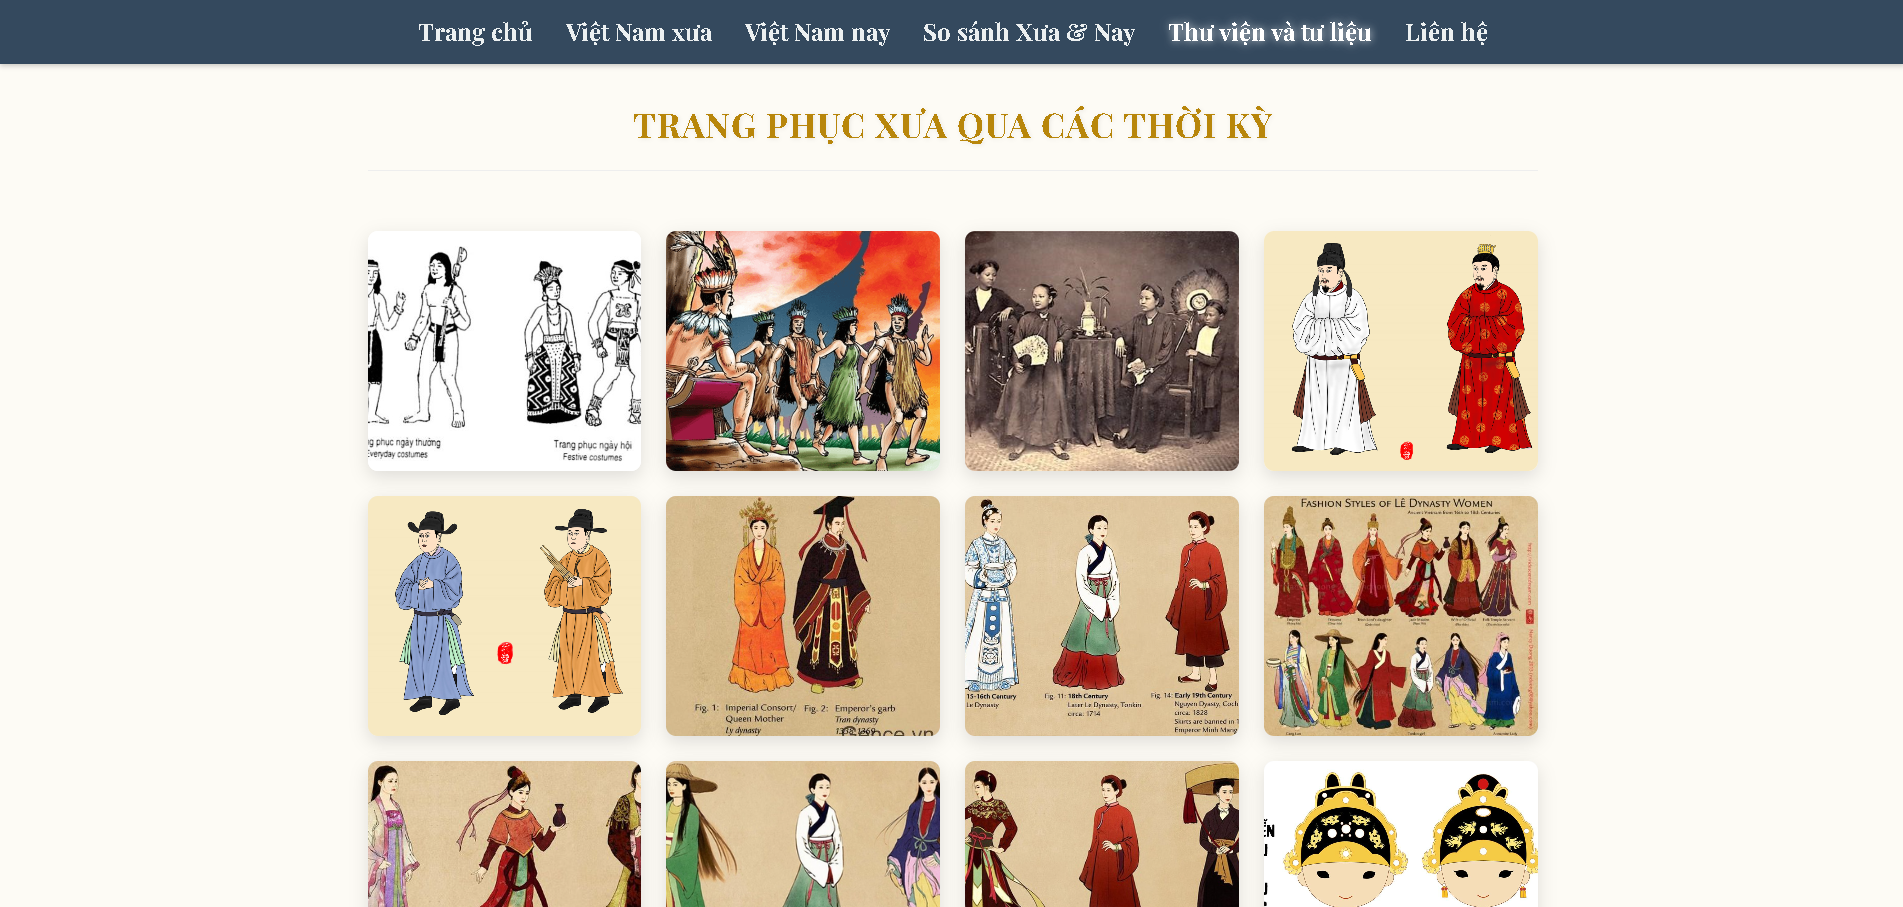 Trang chủ Việt Nam xưa Việt Nam nay So sánh Xưa & Nay Thư viện và tư liệu Liên hệ
TRANG PHỤC XƯA QUA CÁC THỜI KỲ
phục ngày thường
Everyday costumes
Trang phục ngày hội
Festive costumes
Fig. 1: Imperial Consort/
Queen Mother
Ly dynasty
Fig. 2: Emperor's garb
Tran dynasty
15-16th Century
Le Dynasty
Fig. 11: 18th Century
Later Le Dynasty, Tonkin
circa: 1714
Fig. 14: Early 19th Century
Nguyen Dyasty, Coch
circa: 1828
Skirts are banned in
Emperor Minh Mang
FASHION STYLES OF LÊ DYNASTY WOMEN